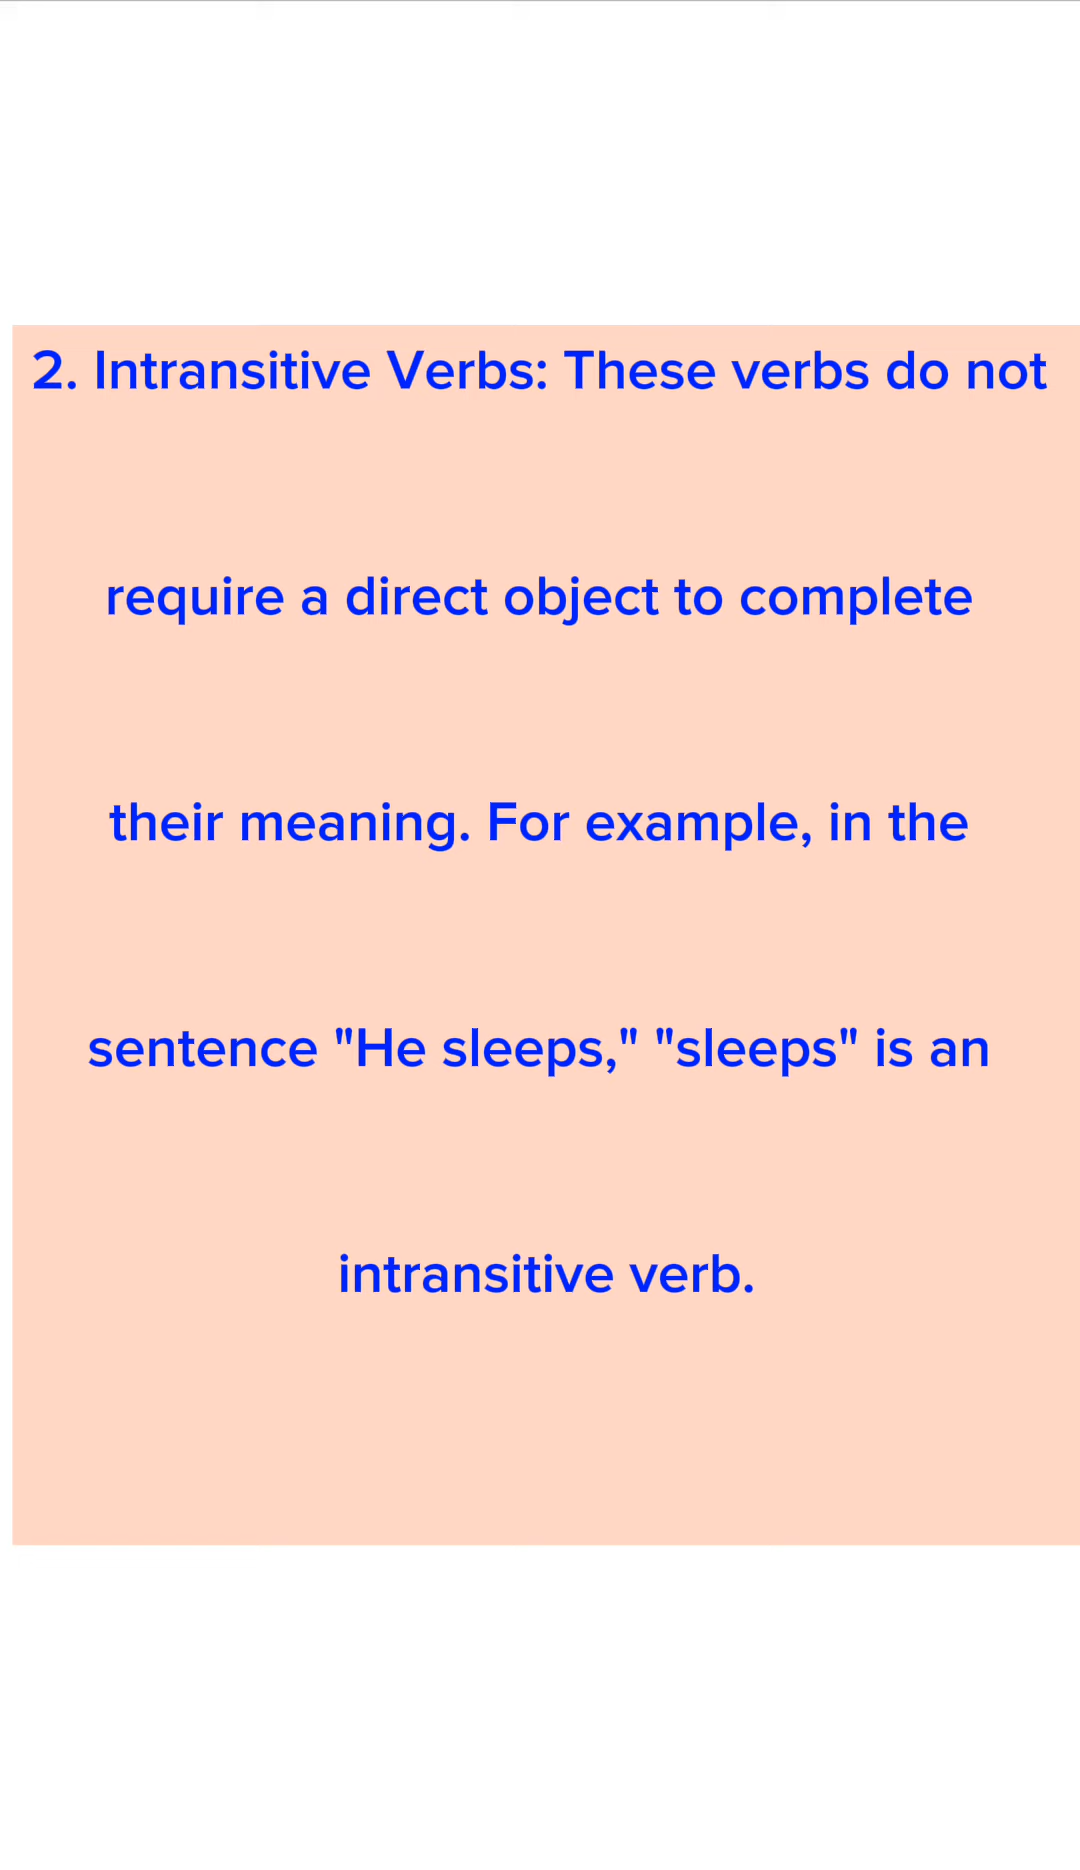 2. Intransitive Verbs: These verbs do not
require a direct object to complete
their meaning. For example, in the
sentence "He sleeps," "sleeps" is an
intransitive verb.